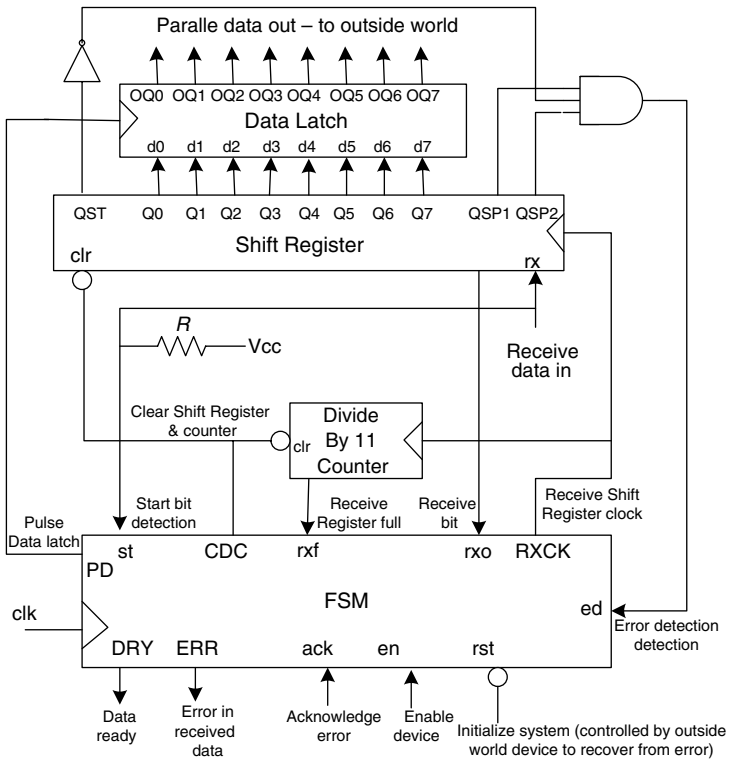 Paralle data out – to outside world
OQ0 OQ1 OQ2 OQ3 OQ4 OQ5 OQ6 OQ7
Data Latch
d0 d1 d2 d3 d4 d5 d6 d7
QST Q0 Q1 Q2 Q3 Q4 Q5 Q6 Q7 QSP1 QSP2
Shift Register
clr
rx
R
Vcc
Receive
data in
Clear Shift Register
& counter
Divide
By 11
Counter
clr
Start bit
detection
Receive
Register full
Receive
bit
Receive Shift
Register clock
Pulse
Data latch
st CDC rxf rxo RXCK
PD
FSM
ed
clk
Error detection
detection
DRY ERR ack en rst
Data
ready
Error in
received
data
Acknowledge
error
Enable
device
Initialize system (controlled by outside
world device to recover from error)